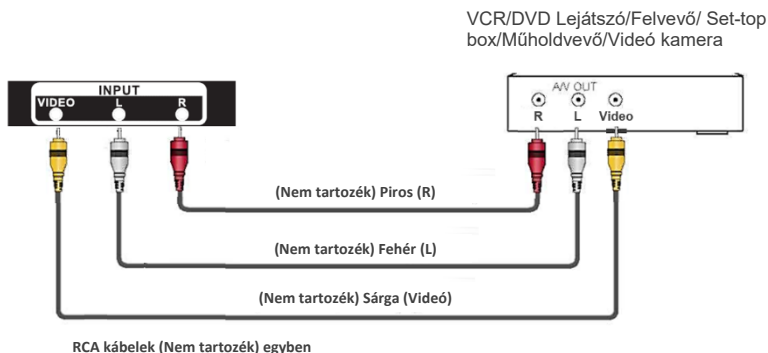 VCR/DVD Lejátszó/Felvevő/ Set-top
box/Műholdvevő/Videó kamera
INPUT
VIDEO L R
A/V OUT
R L Video
(Nem tartozék) Piros (R)
(Nem tartozék) Fehér (L)
(Nem tartozék) Sárga (Videó)
RCA kábelek (Nem tartozék) egyben